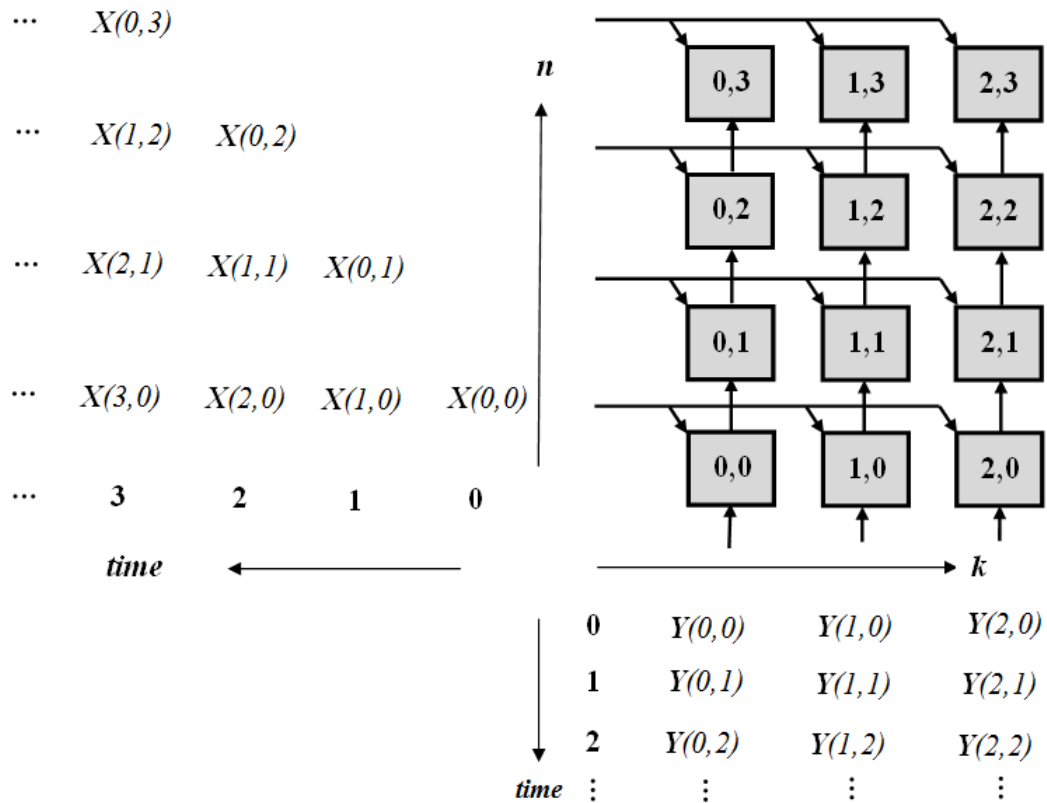 ... X(0,3)
n 0,3 1,3 2,3
... X(1,2) X(0,2)
0,2 1,2 2,2
... X(2,1) X(1,1) X(0,1)
0,1 1,1 2,1
... X(3,0) X(2,0) X(1,0) X(0,0)
0,0 1,0 2,0
... 3 2 1 0
time k
0 Y(0,0) Y(1,0) Y(2,0)
1 Y(0,1) Y(1,1) Y(2,1)
2 Y(0,2) Y(1,2) Y(2,2)
time ⋮ ⋮ ⋮ ⋮